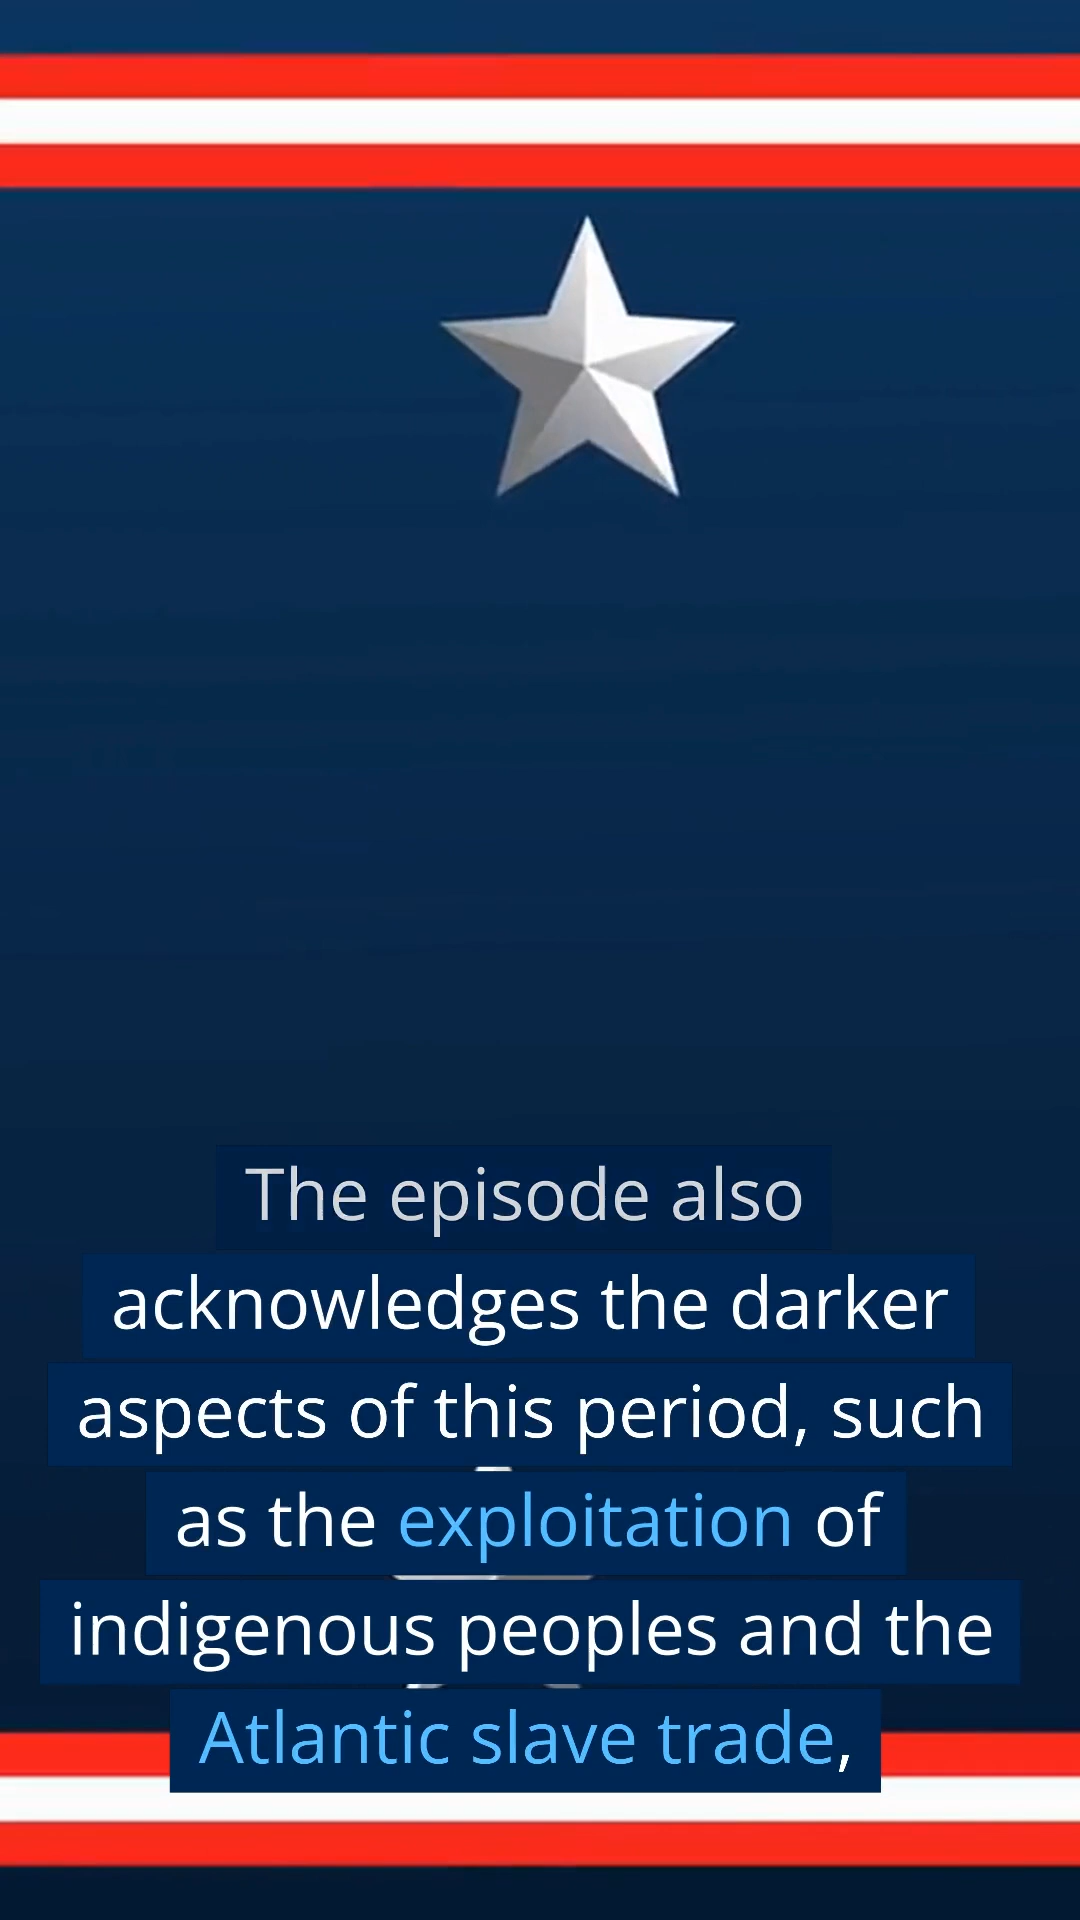 The episode also
acknowledges the darker
aspects of this period, such
as the exploitation of
indigenous peoples and the
Atlantic slave trade,